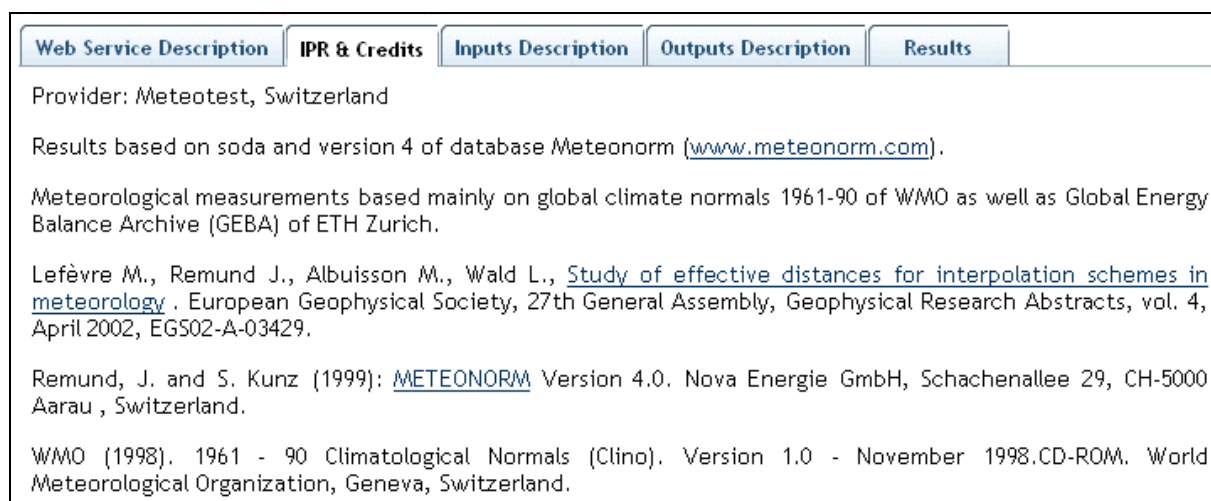 Web Service Description IPR & Credits Inputs Description Outputs Description Results
Provider: Meteotest, Switzerland
Results based on soda and version 4 of database Meteonorm (www.meteonorm.com).
Meteorological measurements based mainly on global climate normals 1961-90 of WMO as well as Global Energy
Balance Archive (GEBA) of ETH Zurich.
Lefèvre M., Remund J., Albuisson M., Wald L., Study of effective distances for interpolation schemes in
meteorology . European Geophysical Society, 27th General Assembly, Geophysical Research Abstracts, vol. 4,
April 2002, EGS02-A-03429.
Remund, J. and S. Kunz (1999): METEONORM Version 4.0. Nova Energie GmbH, Schachenallee 29, CH-5000
Aarau , Switzerland.
WMO (1998). 1961 - 90 Climatological Normals (Clino). Version 1.0 - November 1998.CD-ROM. World
Meteorological Organization, Geneva, Switzerland.